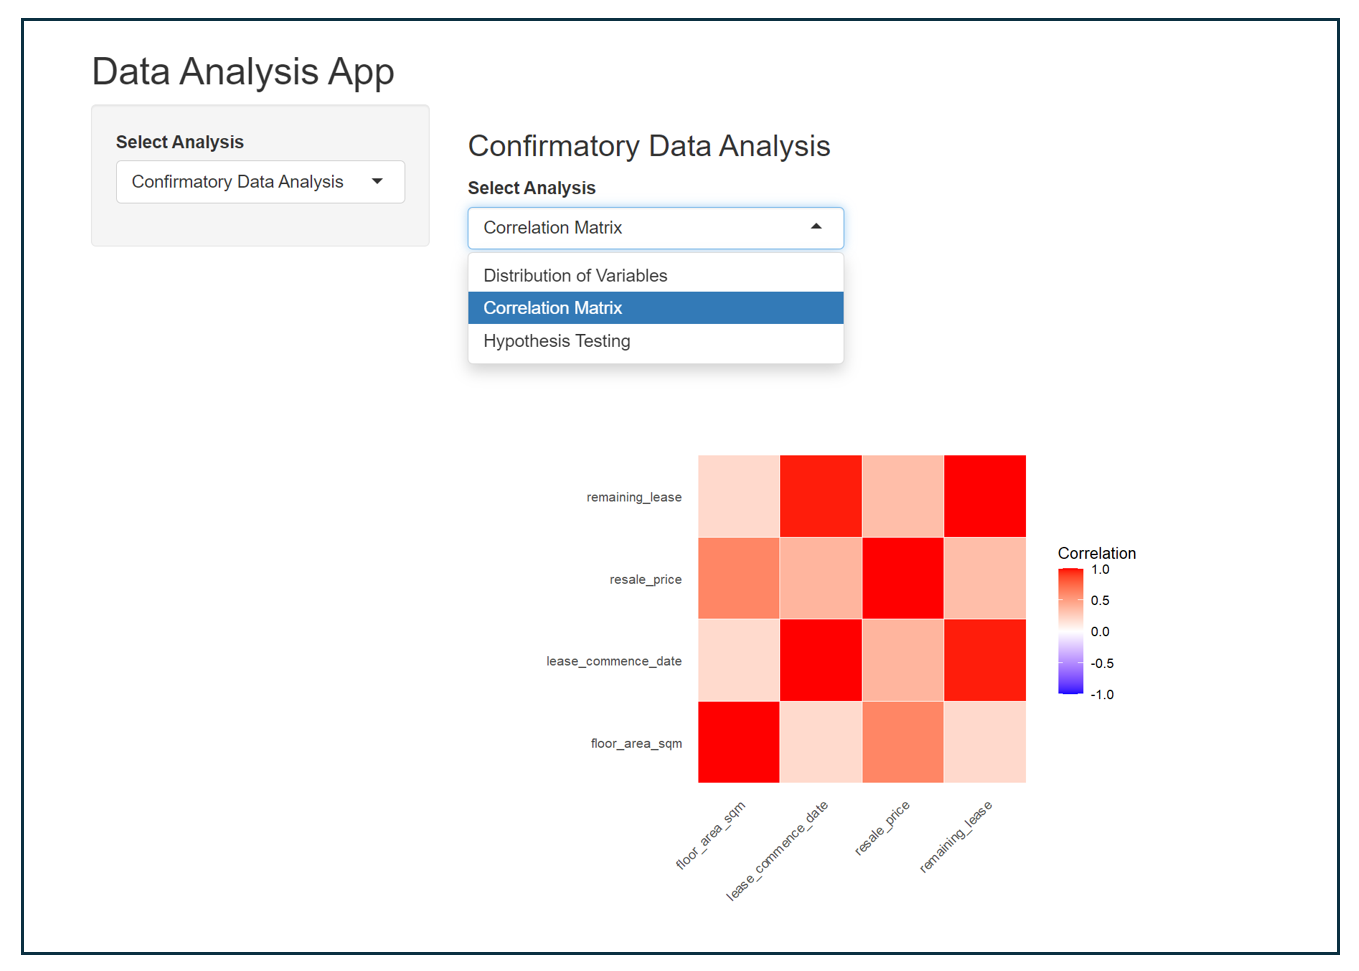 Data Analysis App
Select Analysis
Confirmatory Data Analysis
Confirmatory Data Analysis
Select Analysis
Correlation Matrix
Distribution of Variables
Correlation Matrix
Hypothesis Testing
remaining_lease
resale_price
lease_commence_date
floor_area_sqm
floor_area_sqm
lease_commence_date
resale_price
remaining_lease
Correlation
1.0
0.5
0.0
-0.5
-1.0